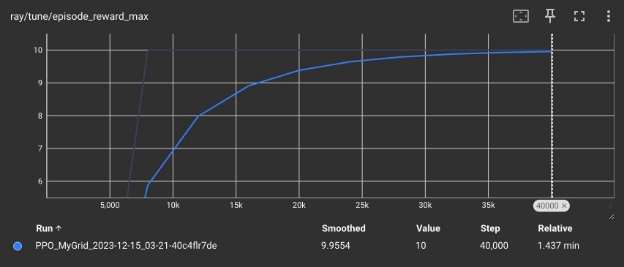 ray/tune/episode_reward_max
10
9
8
7
6
5,000
10k
15k
20k
25k
30k
35k
40000 ×
Run ↑ Smoothed Value Step Relative
PPO_MyGrid_2023-12-15_03-21-40c4flr7de 9.9554 10 40,000 1.437 min